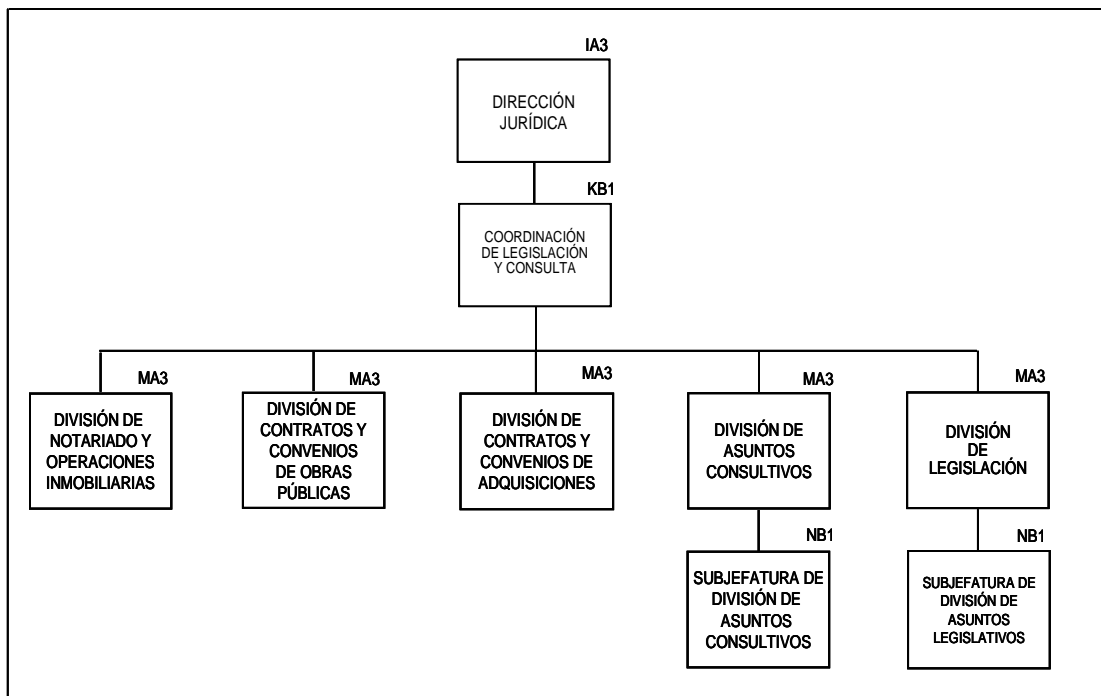 IA3
DIRECCIÓN
JURÍDICA
KB1
COORDINACIÓN
DE LEGISLACIÓN
Y CONSULTA
MA3
DIVISIÓN DE
NOTARIADO Y
OPERACIONES
INMOBILIARIAS
MA3
DIVISIÓN DE
CONTRATOS Y
CONVENIOS
DE OBRAS
PÚBLICAS
MA3
DIVISIÓN DE
CONTRATOS Y
CONVENIOS DE
ADQUISICIONES
MA3
DIVISIÓN DE
ASUNTOS
CONSULTIVOS
MA3
DIVISIÓN
DE
LEGISLACIÓN
NB1
SUBJEFATURA DE
DIVISIÓN DE
ASUNTOS
CONSULTIVOS
NB1
SUBJEFATURA DE
DIVISIÓN DE
ASUNTOS
LEGISLATIVOS